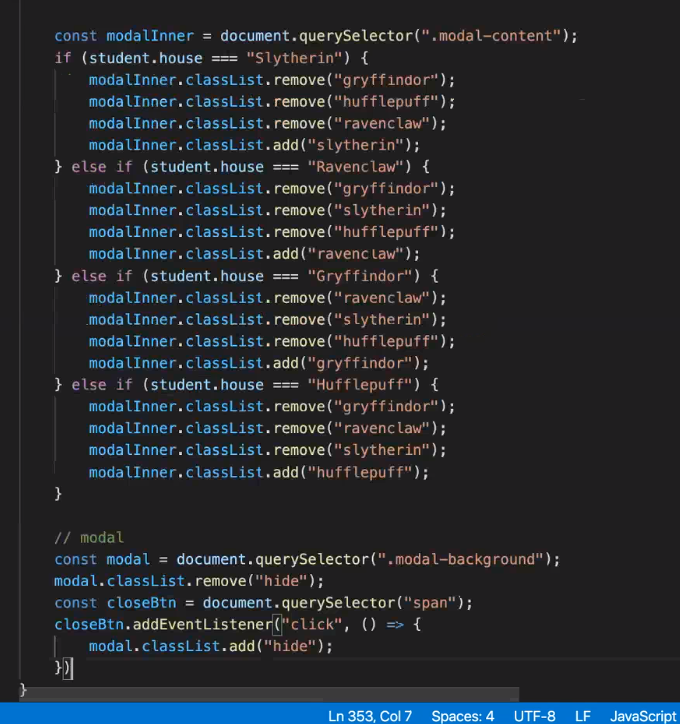 const modalInner = document.querySelector(".modal-content");
if (student.house === "Slytherin") {
modalInner.classList.remove("gryffindor");
modalInner.classList.remove("hufflepuff");
modalInner.classList.remove("ravenclaw");
modalInner.classList.add("slytherin");
} else if (student.house === "Ravenclaw") {
modalInner.classList.remove("gryffindor");
modalInner.classList.remove("slytherin");
modalInner.classList.remove("hufflepuff");
modalInner.classList.add("ravenclaw");
} else if (student.house === "Gryffindor") {
modalInner.classList.remove("ravenclaw");
modalInner.classList.remove("slytherin");
modalInner.classList.remove("hufflepuff");
modalInner.classList.add("gryffindor");
} else if (student.house === "Hufflepuff") {
modalInner.classList.remove("gryffindor");
modalInner.classList.remove("ravenclaw");
modalInner.classList.remove("slytherin");
modalInner.classList.add("hufflepuff");
}
// modal
const modal = document.querySelector(".modal-background");
modal.classList.remove("hide");
const closeBtn = document.querySelector("span");
closeBtn.addEventListener("click", () => {
modal.classList.add("hide");
})
}
Ln 353, Col 7 Spaces: 4 UTF-8 LF JavaScript